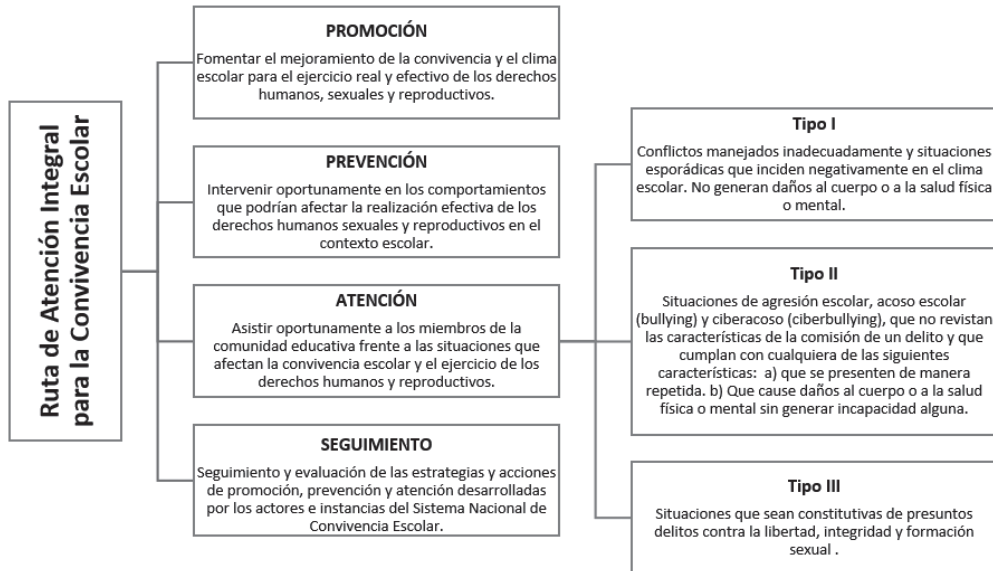 Ruta de Atención Integral
para la Convivencia Escolar
PROMOCIÓN
Fomentar el mejoramiento de la convivencia y el clima
escolar para el ejercicio real y efectivo de los derechos
humanos, sexuales y reproductivos.
PREVENCIÓN
Intervenir oportunamente en los comportamientos
que podrían afectar la realización efectiva de los
derechos humanos sexuales y reproductivos en el
contexto escolar.
ATENCIÓN
Asistir oportunamente a los miembros de la
comunidad educativa frente a las situaciones que
afectan la convivencia escolar y el ejercicio de los
derechos humanos y reproductivos.
SEGUIMIENTO
Seguimiento y evaluación de las estrategias y acciones
de promoción, prevención y atención desarrolladas
por los actores e instancias del Sistema Nacional de
Convivencia Escolar.
Tipo I
Conflictos manejados inadecuadamente y situaciones
esporádicas que inciden negativamente en el clima
escolar. No generan daños al cuerpo o a la salud física
o mental.
Tipo II
Situaciones de agresión escolar, acoso escolar
(bullying) y ciberacoso (ciberbullying), que no revistan
las características de la comisión de un delito y que
cumplan con cualquiera de las siguientes
características: a) que se presenten de manera
repetida. b) Que cause daños al cuerpo o a la salud
física o mental sin generar incapacidad alguna.
Tipo III
Situaciones que sean constitutivas de presuntos
delitos contra la libertad, integridad y formación
sexual .